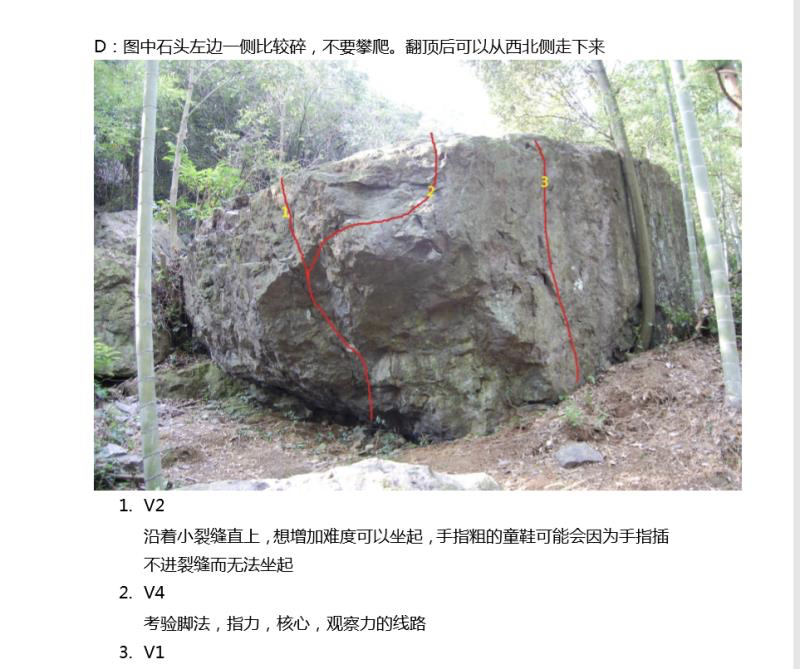 D：图中石头左边一侧比较碎，不要攀爬。翻顶后可以从西北侧走下来
1
2
3
1. V2
沿着小裂缝直上，想增加难度可以坐起，手指粗的童鞋可能会因为手指插
不进裂缝而无法坐起
2. V4
考验脚法，指力，核心，观察力的线路
3. V1